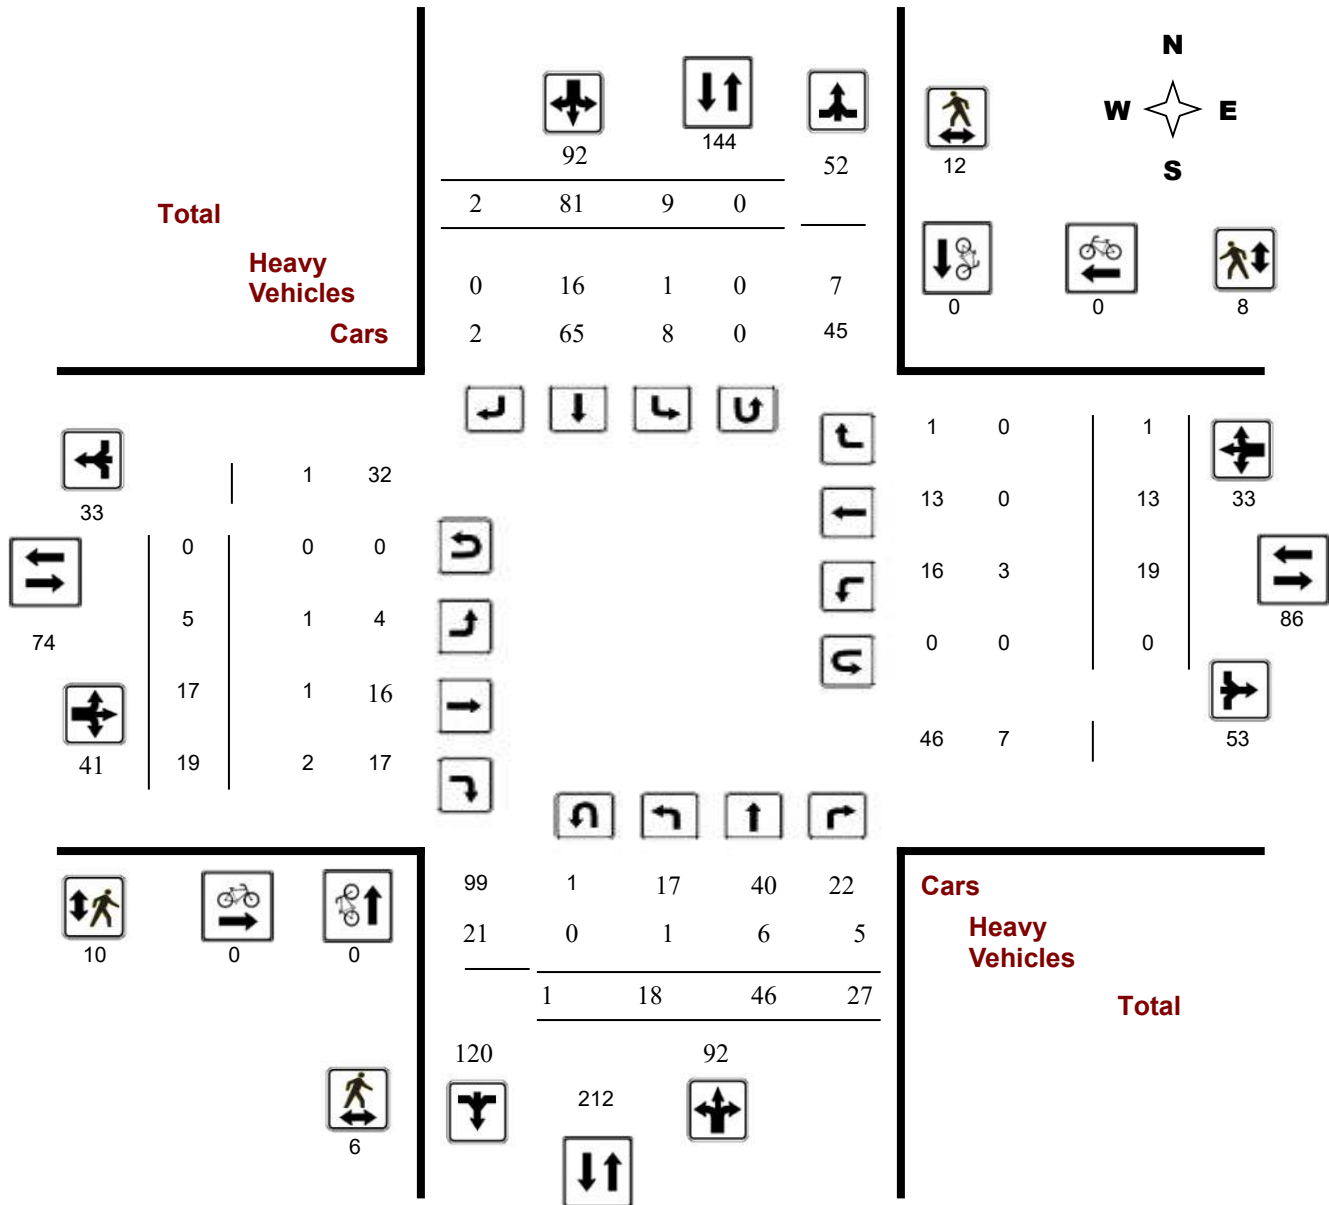 N
W E
S
144
92
52
12
2 81 9 0
Total
Heavy
Vehicles
0 16 1 0 7
0 0 8
Cars
2 65 8 0 45
1 0 1
1 32
33
13 0 13 33
0 0 0
16 3 19
5 1 4
86
74
0 0 0
17 1 16
46 7 53
41 19 2 17
99 1 17 40 22
Cars
21 0 1 6 5
Heavy
Vehicles
10 0 0
1 18 46 27
Total
120 92
212
6